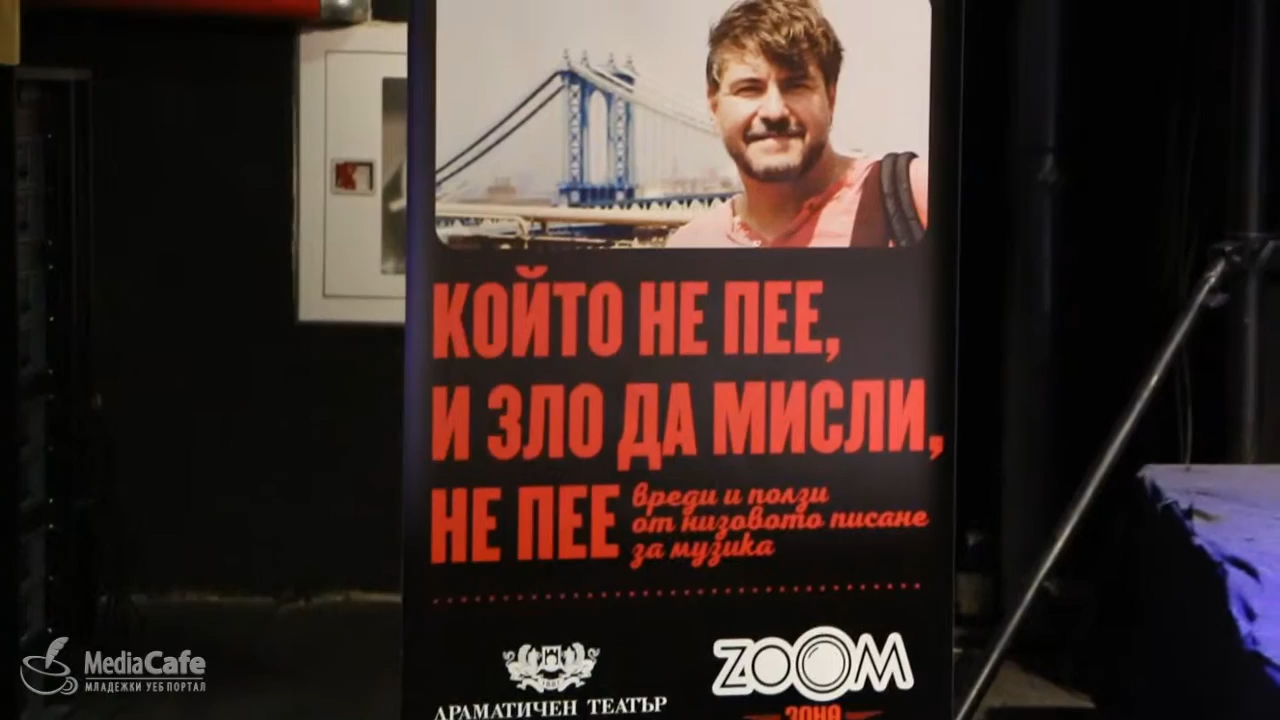 КОЙТО НЕ ПЕЕ,
И ЗЛО ДА МИСЛИ,
НЕ ПЕЕ
вреди и ползи
от низовото писане
за музика
ДРАМАТИЧЕН ТЕАТЪР
ZOOM
ЗОНА
MediaCafe
МЛАДЕЖКИ УЕБ ПОРТАЛ